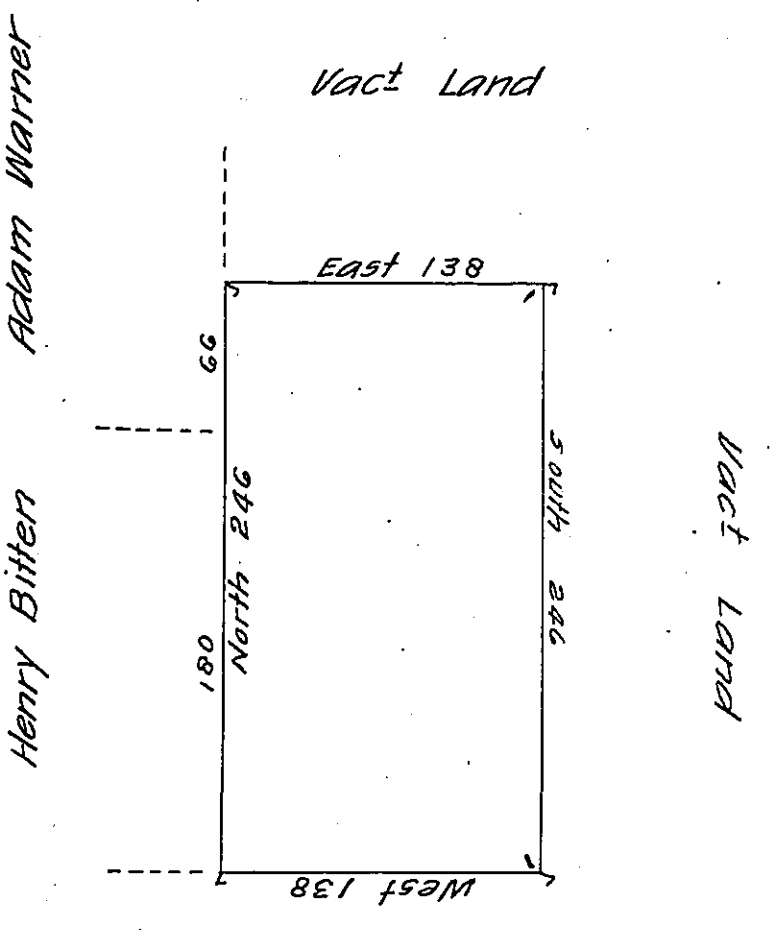 Vact Land
Adam Warner
East 138
66
North 246
180
South 246
Vact Land
Henry Bitten
West 138